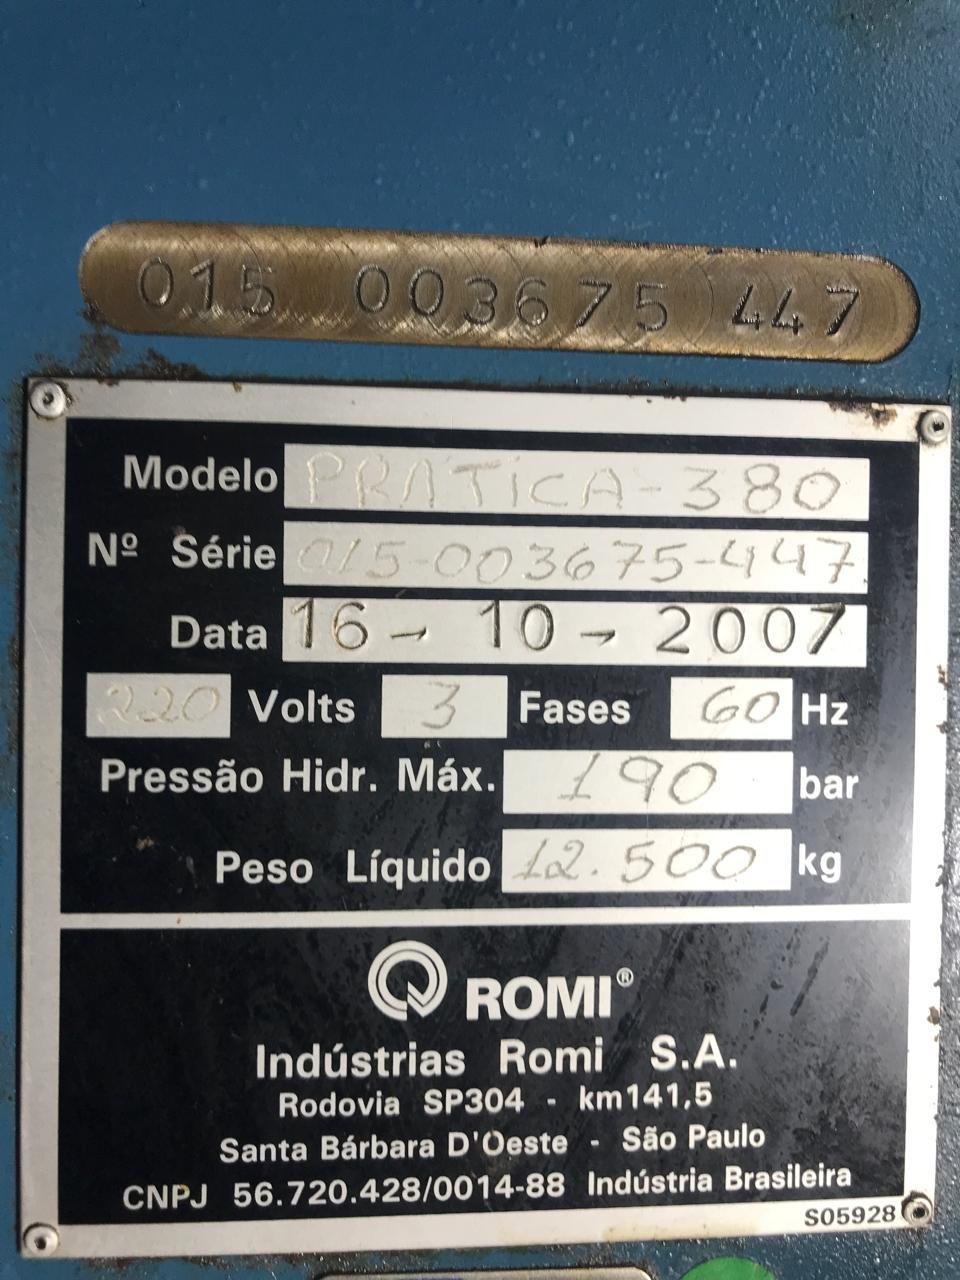 015 003675 447
Modelo PRATICA-380
Nº Série 015-003675-447
Data 16-10-2007
220 Volts 3 Fases 60 Hz
Pressão Hidr. Máx. 190 bar
Peso Líquido 12.500 kg
ROMI®
Indústrias Romi S.A.
Rodovia SP304 - km141,5
Santa Bárbara D'Oeste - São Paulo
CNPJ 56.720.428/0014-88 Indústria Brasileira
S05928